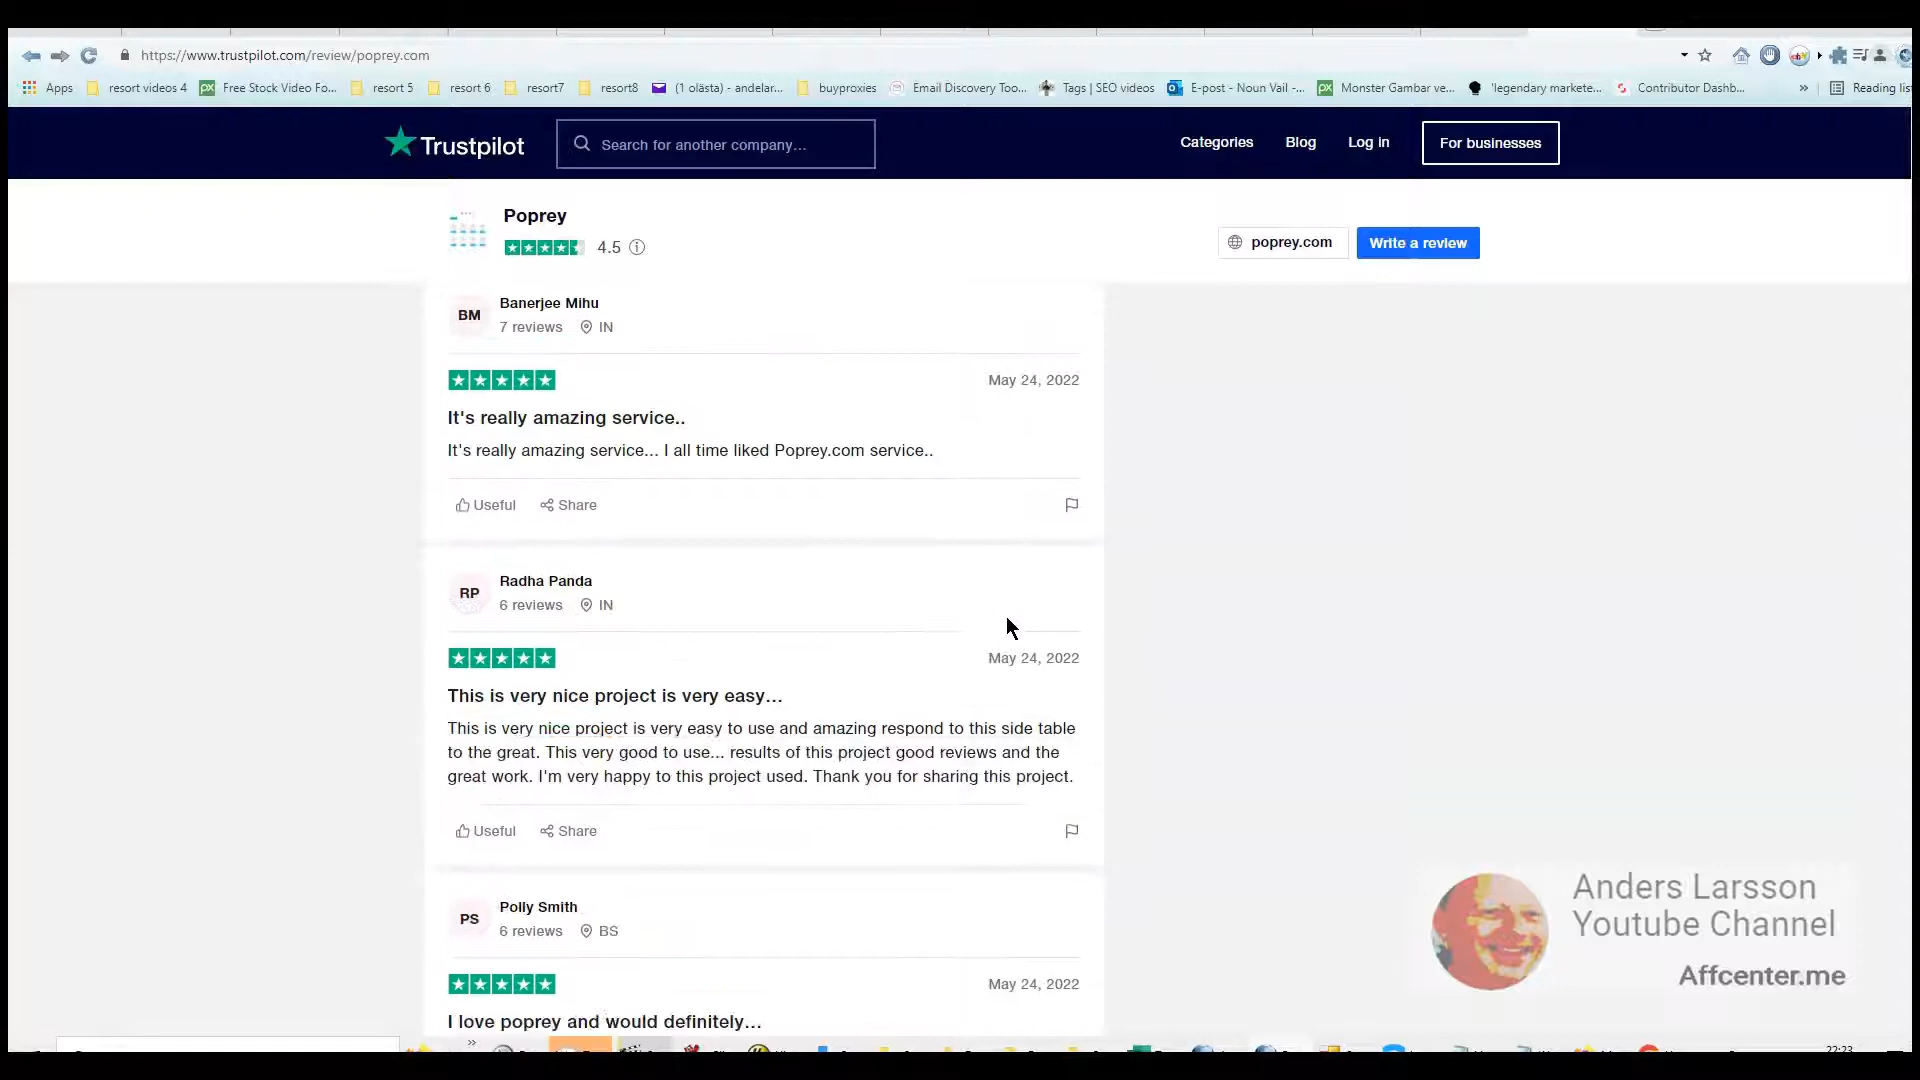 https://www.trustpilot.com/review/poprey.com
Apps resort videos 4 Free Stock Video Fo... resort 5 resort 6 resort7 resort8 (1 olästa) - andelar... buyproxies Email Discovery Too... Tags | SEO videos E-post - Noun Vail -... Monster Gambar ve... 'legendary markete... Contributor Dashb... » Reading lis
Trustpilot Search for another company... Categories Blog Log in For businesses
Poprey
4.5
poprey.com Write a review
BM Banerjee Mihu
7 reviews IN
May 24, 2022
It's really amazing service..
It's really amazing service... I all time liked Poprey.com service..
Useful Share
RP Radha Panda
6 reviews IN
May 24, 2022
This is very nice project is very easy...
This is very nice project is very easy to use and amazing respond to this side table
to the great. This very good to use... results of this project good reviews and the
great work. I'm very happy to this project used. Thank you for sharing this project.
Useful Share
PS Polly Smith
6 reviews BS
May 24, 2022
I love poprey and would definitely...
Anders Larsson
Youtube Channel
Affcenter.me
»
22:23